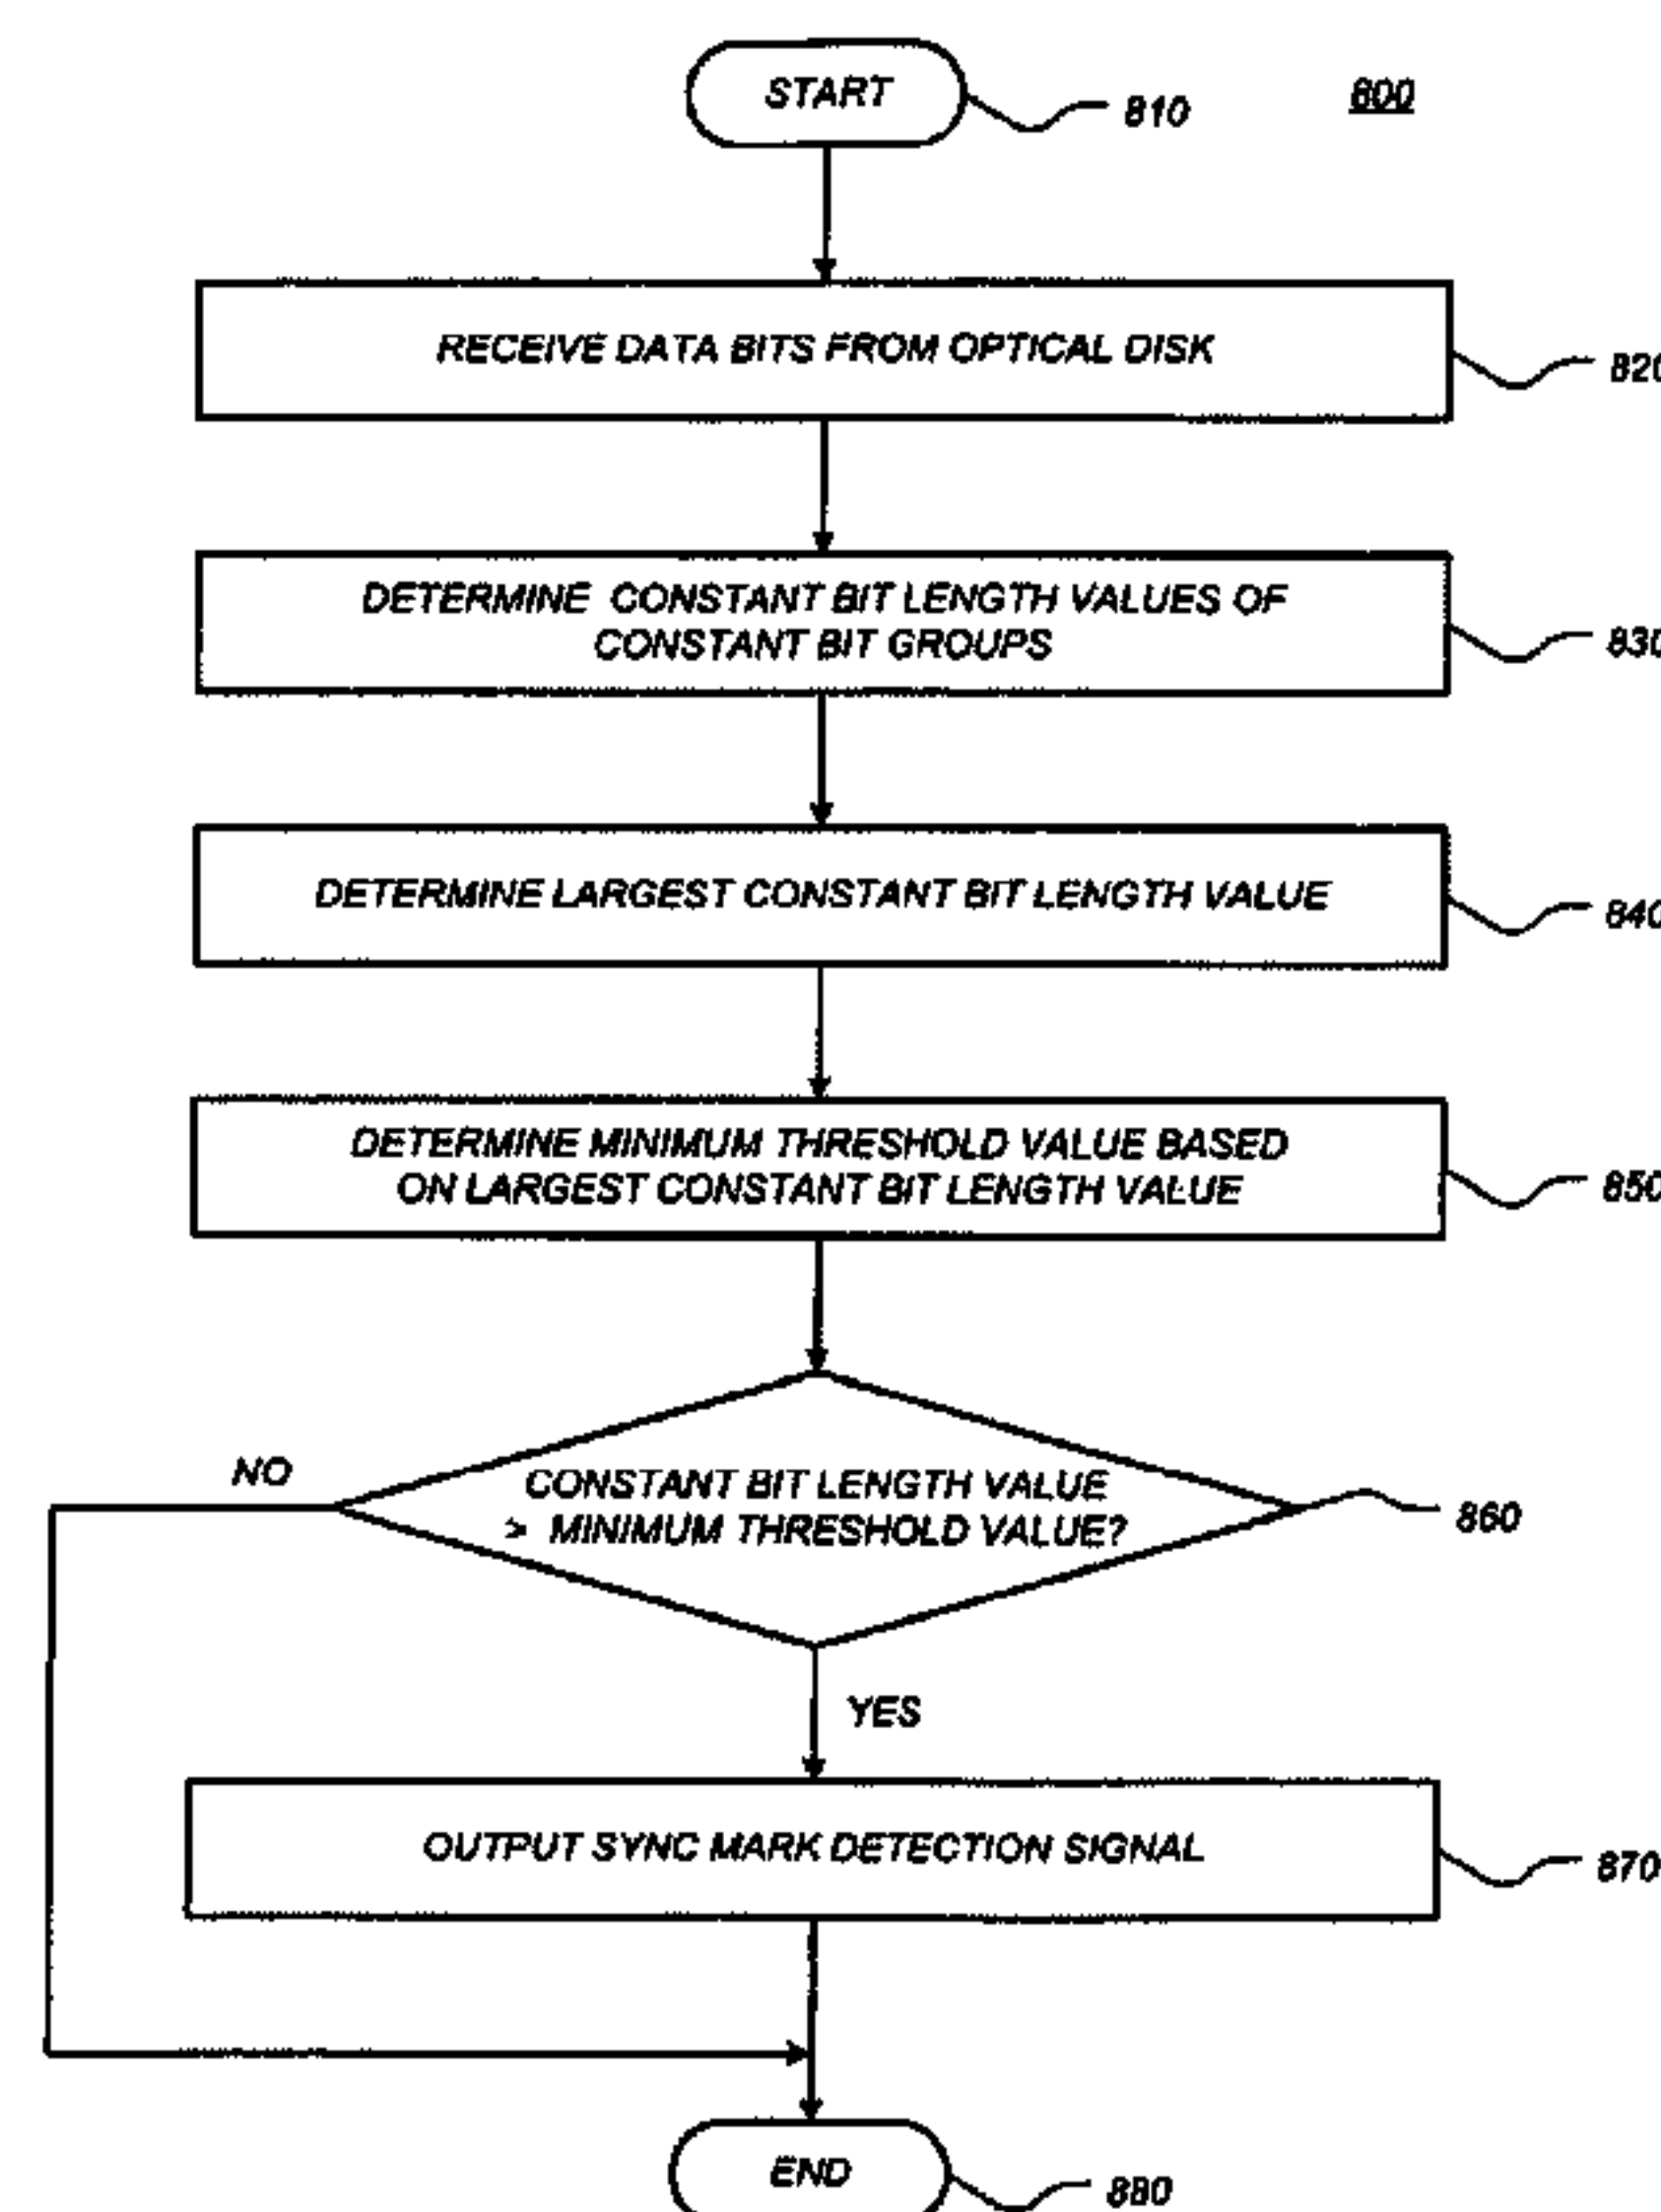 START
810
800
RECEIVE DATA BITS FROM OPTICAL DISK
820
DETERMINE CONSTANT BIT LENGTH VALUES OF
CONSTANT BIT GROUPS
830
DETERMINE LARGEST CONSTANT BIT LENGTH VALUE
840
DETERMINE MINIMUM THRESHOLD VALUE BASED
ON LARGEST CONSTANT BIT LENGTH VALUE
850
NO
CONSTANT BIT LENGTH VALUE
> MINIMUM THRESHOLD VALUE?
860
YES
OUTPUT SYNC MARK DETECTION SIGNAL
870
END
880